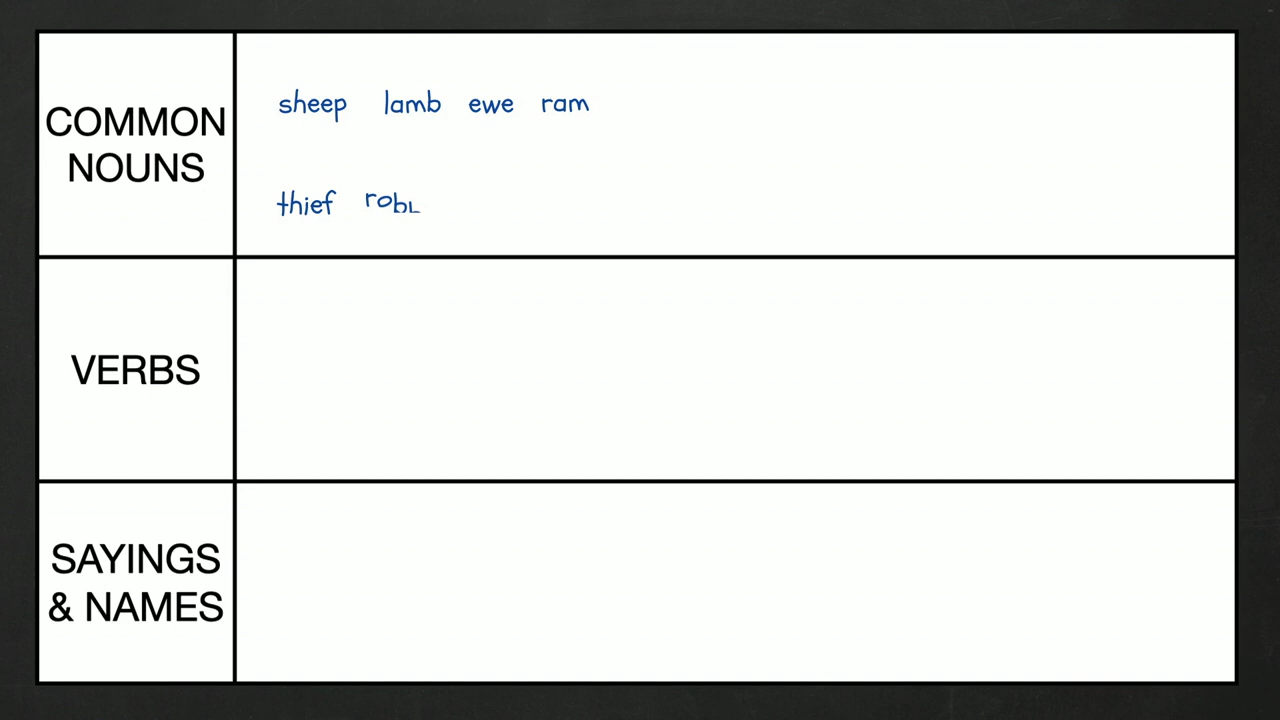 COMMON
NOUNS
sheep lamb ewe ram
thief
VERBS
SAYINGS
& NAMES